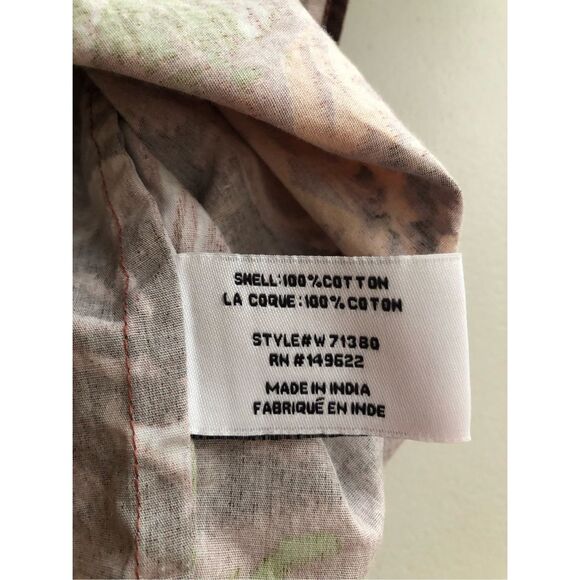 SHELL:100%COTTON
LA COQUE:100%COTON
STYLE#W71380
RN#149622
MADE IN INDIA
FABRIQUÉ EN INDE